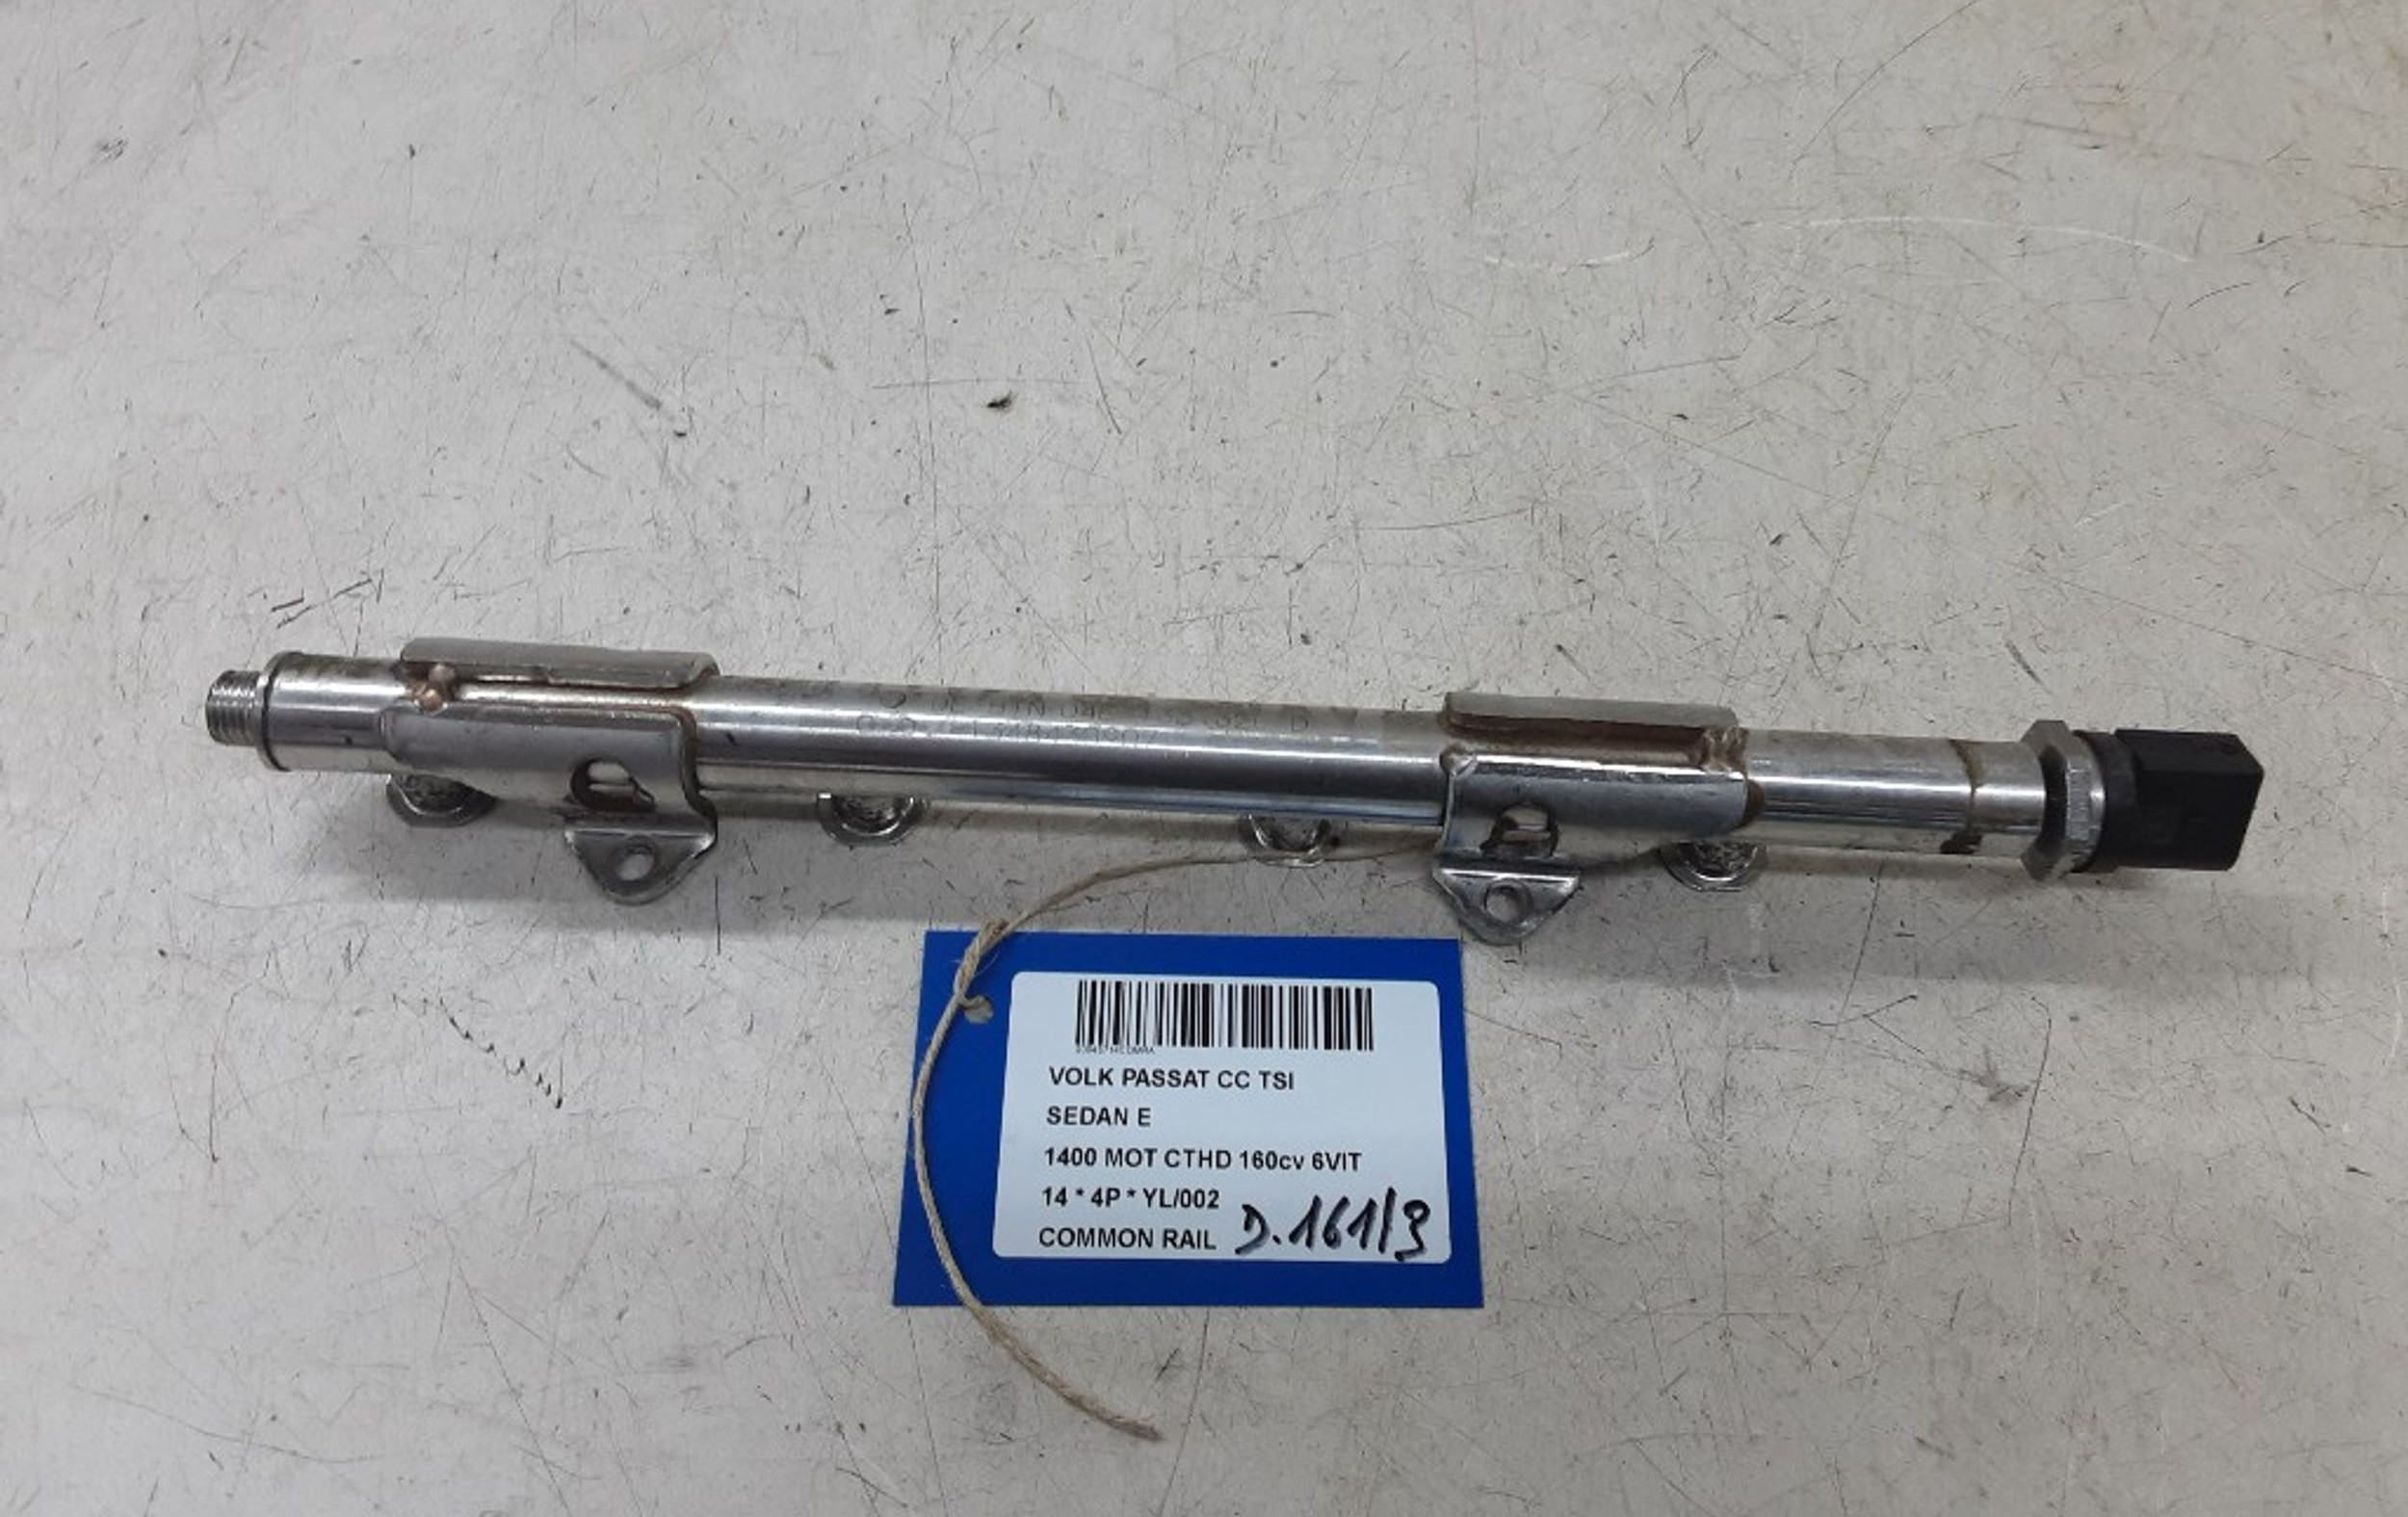 VOLK PASSAT CC TSI
SEDAN E
1400 MOT CTHD 160cv 6VIT
14 * 4P * YL/002
COMMON RAIL D.161/3